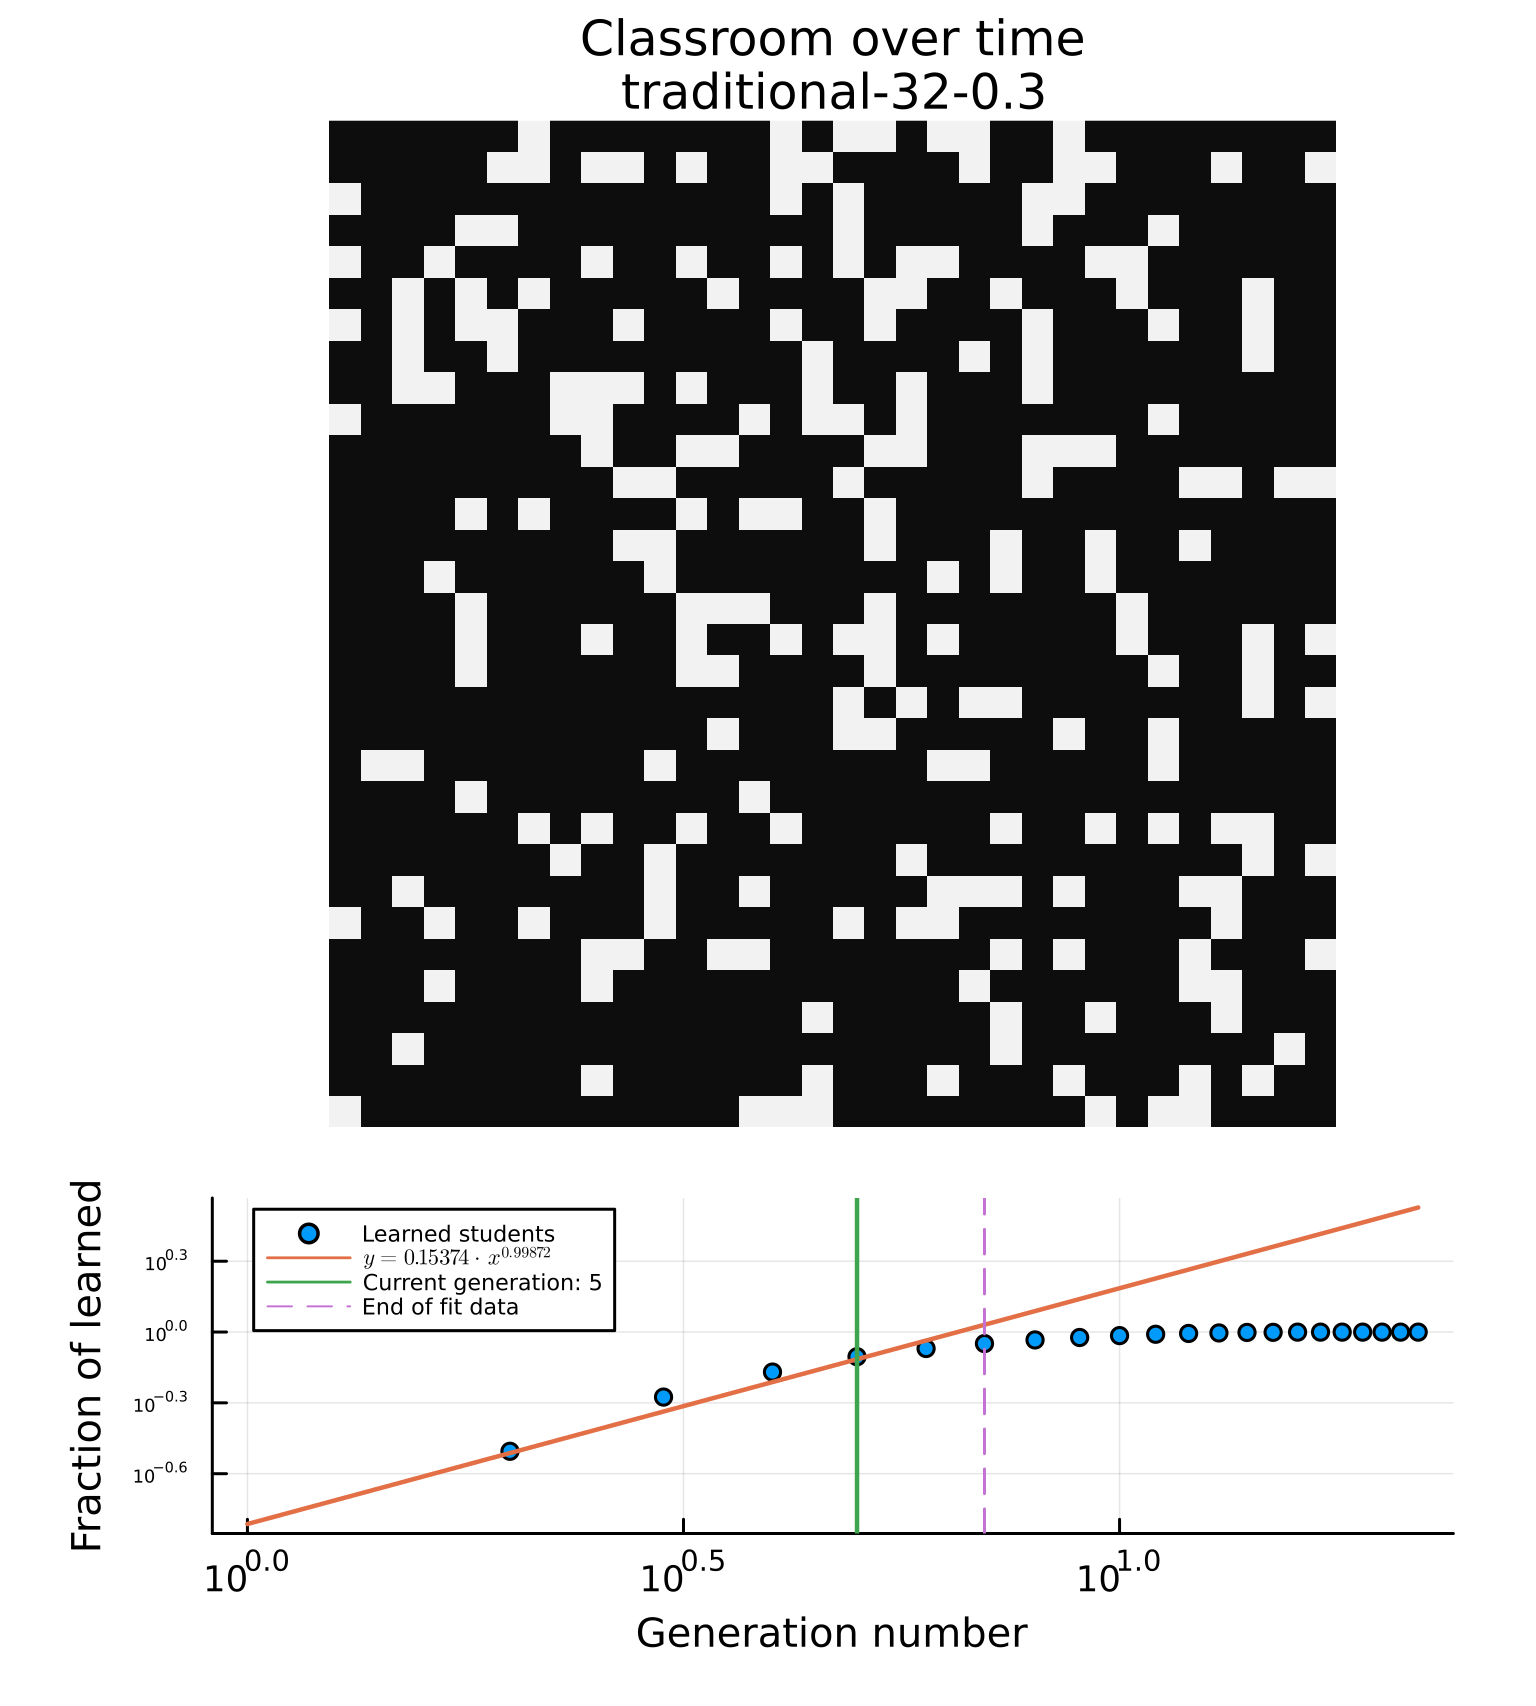 Classroom over time
traditional-32-0.3
Fraction of learned
Learned students
y = 0.15374 · x^0.99872
Current generation: 5
End of fit data
10^0.3
10^0.0
10^−0.3
10^−0.6
10^0.0 10^0.5 10^1.0
Generation number